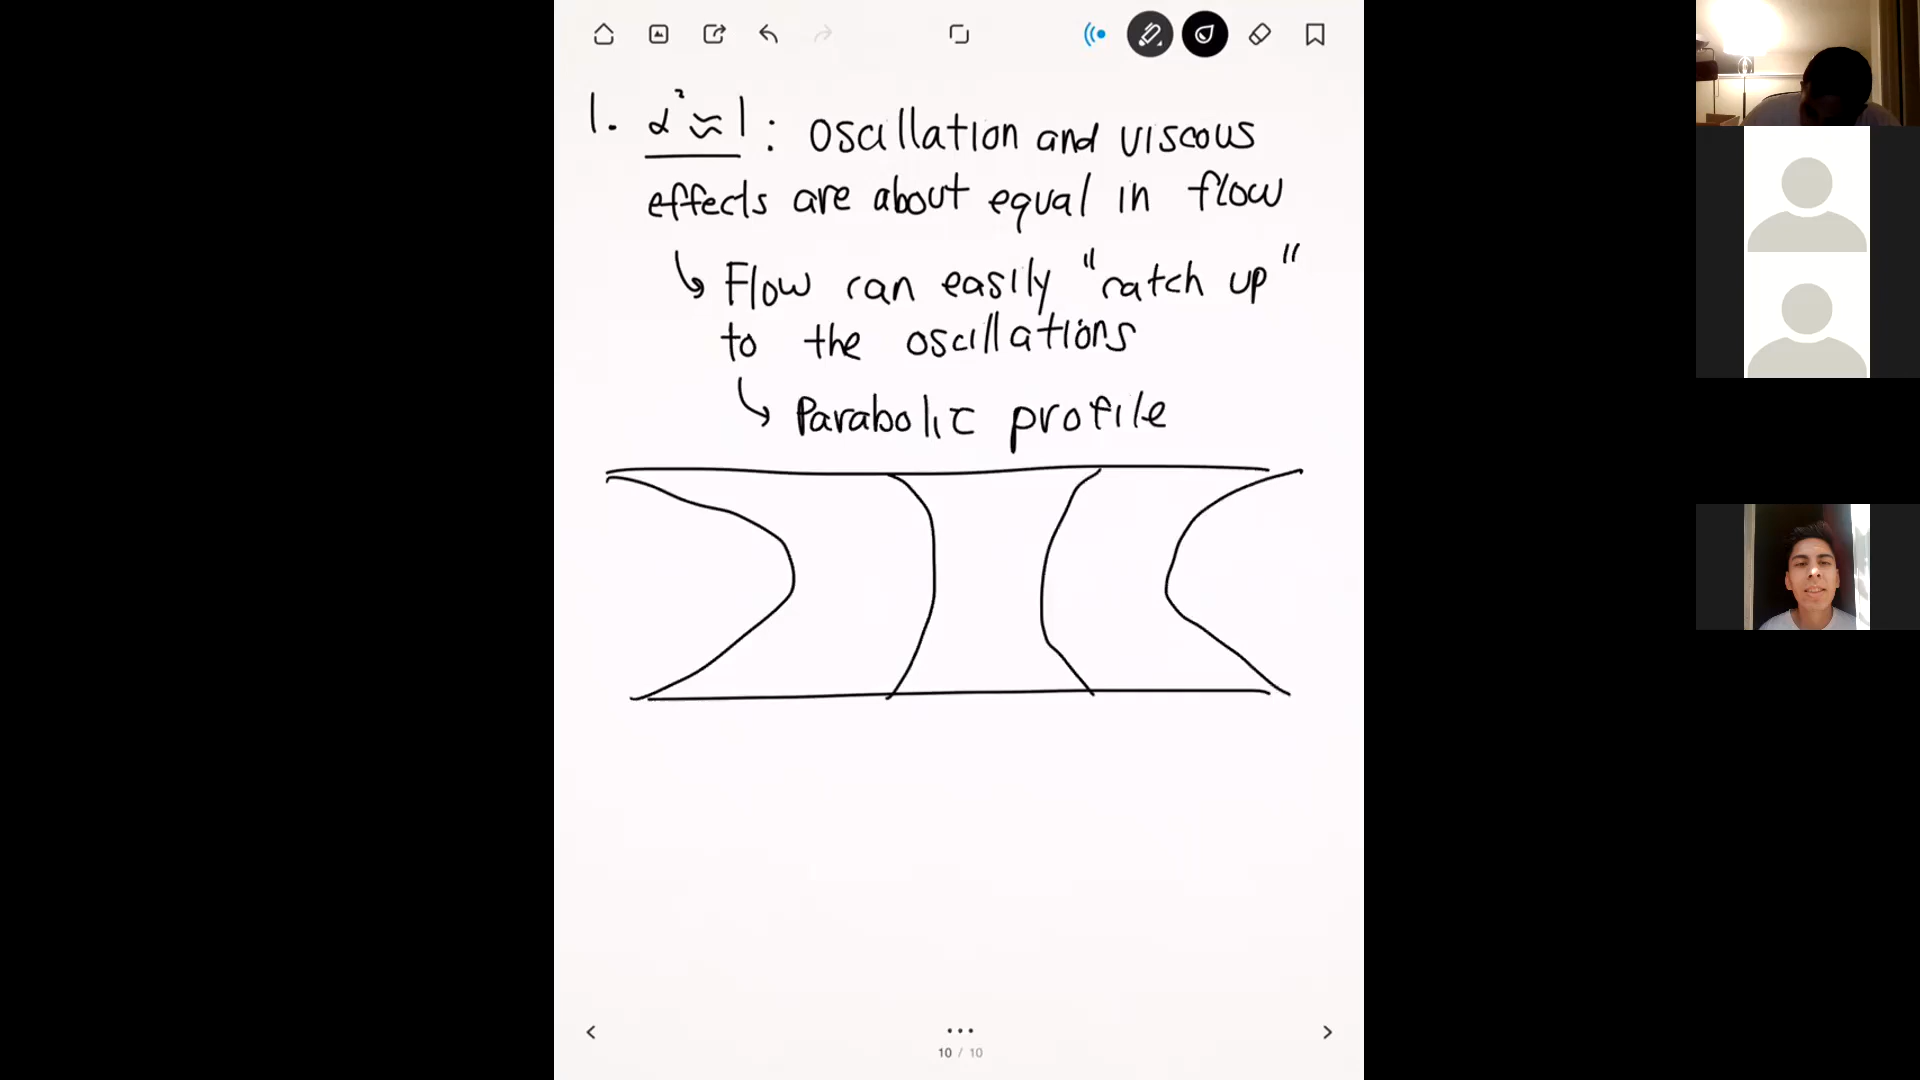 1. α² ≈ 1 : Oscillation and viscous
effects are about equal in flow
↳ Flow can easily "catch up"
to the oscillations
↳ Parabolic profile
10 / 10